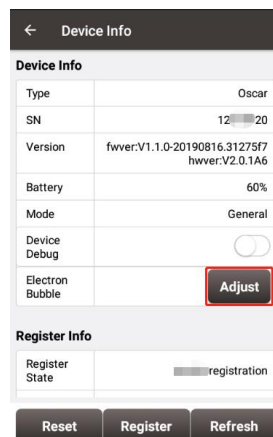 Device Info
Device Info
Type Oscar
SN 12 20
Version fwver:V1.1.0-20190816.31275f7
hwver:V2.0.1A6
Battery 60%
Mode General
Device
Debug
Electron
Bubble Adjust
Register Info
Register
State registration
Reset Register Refresh